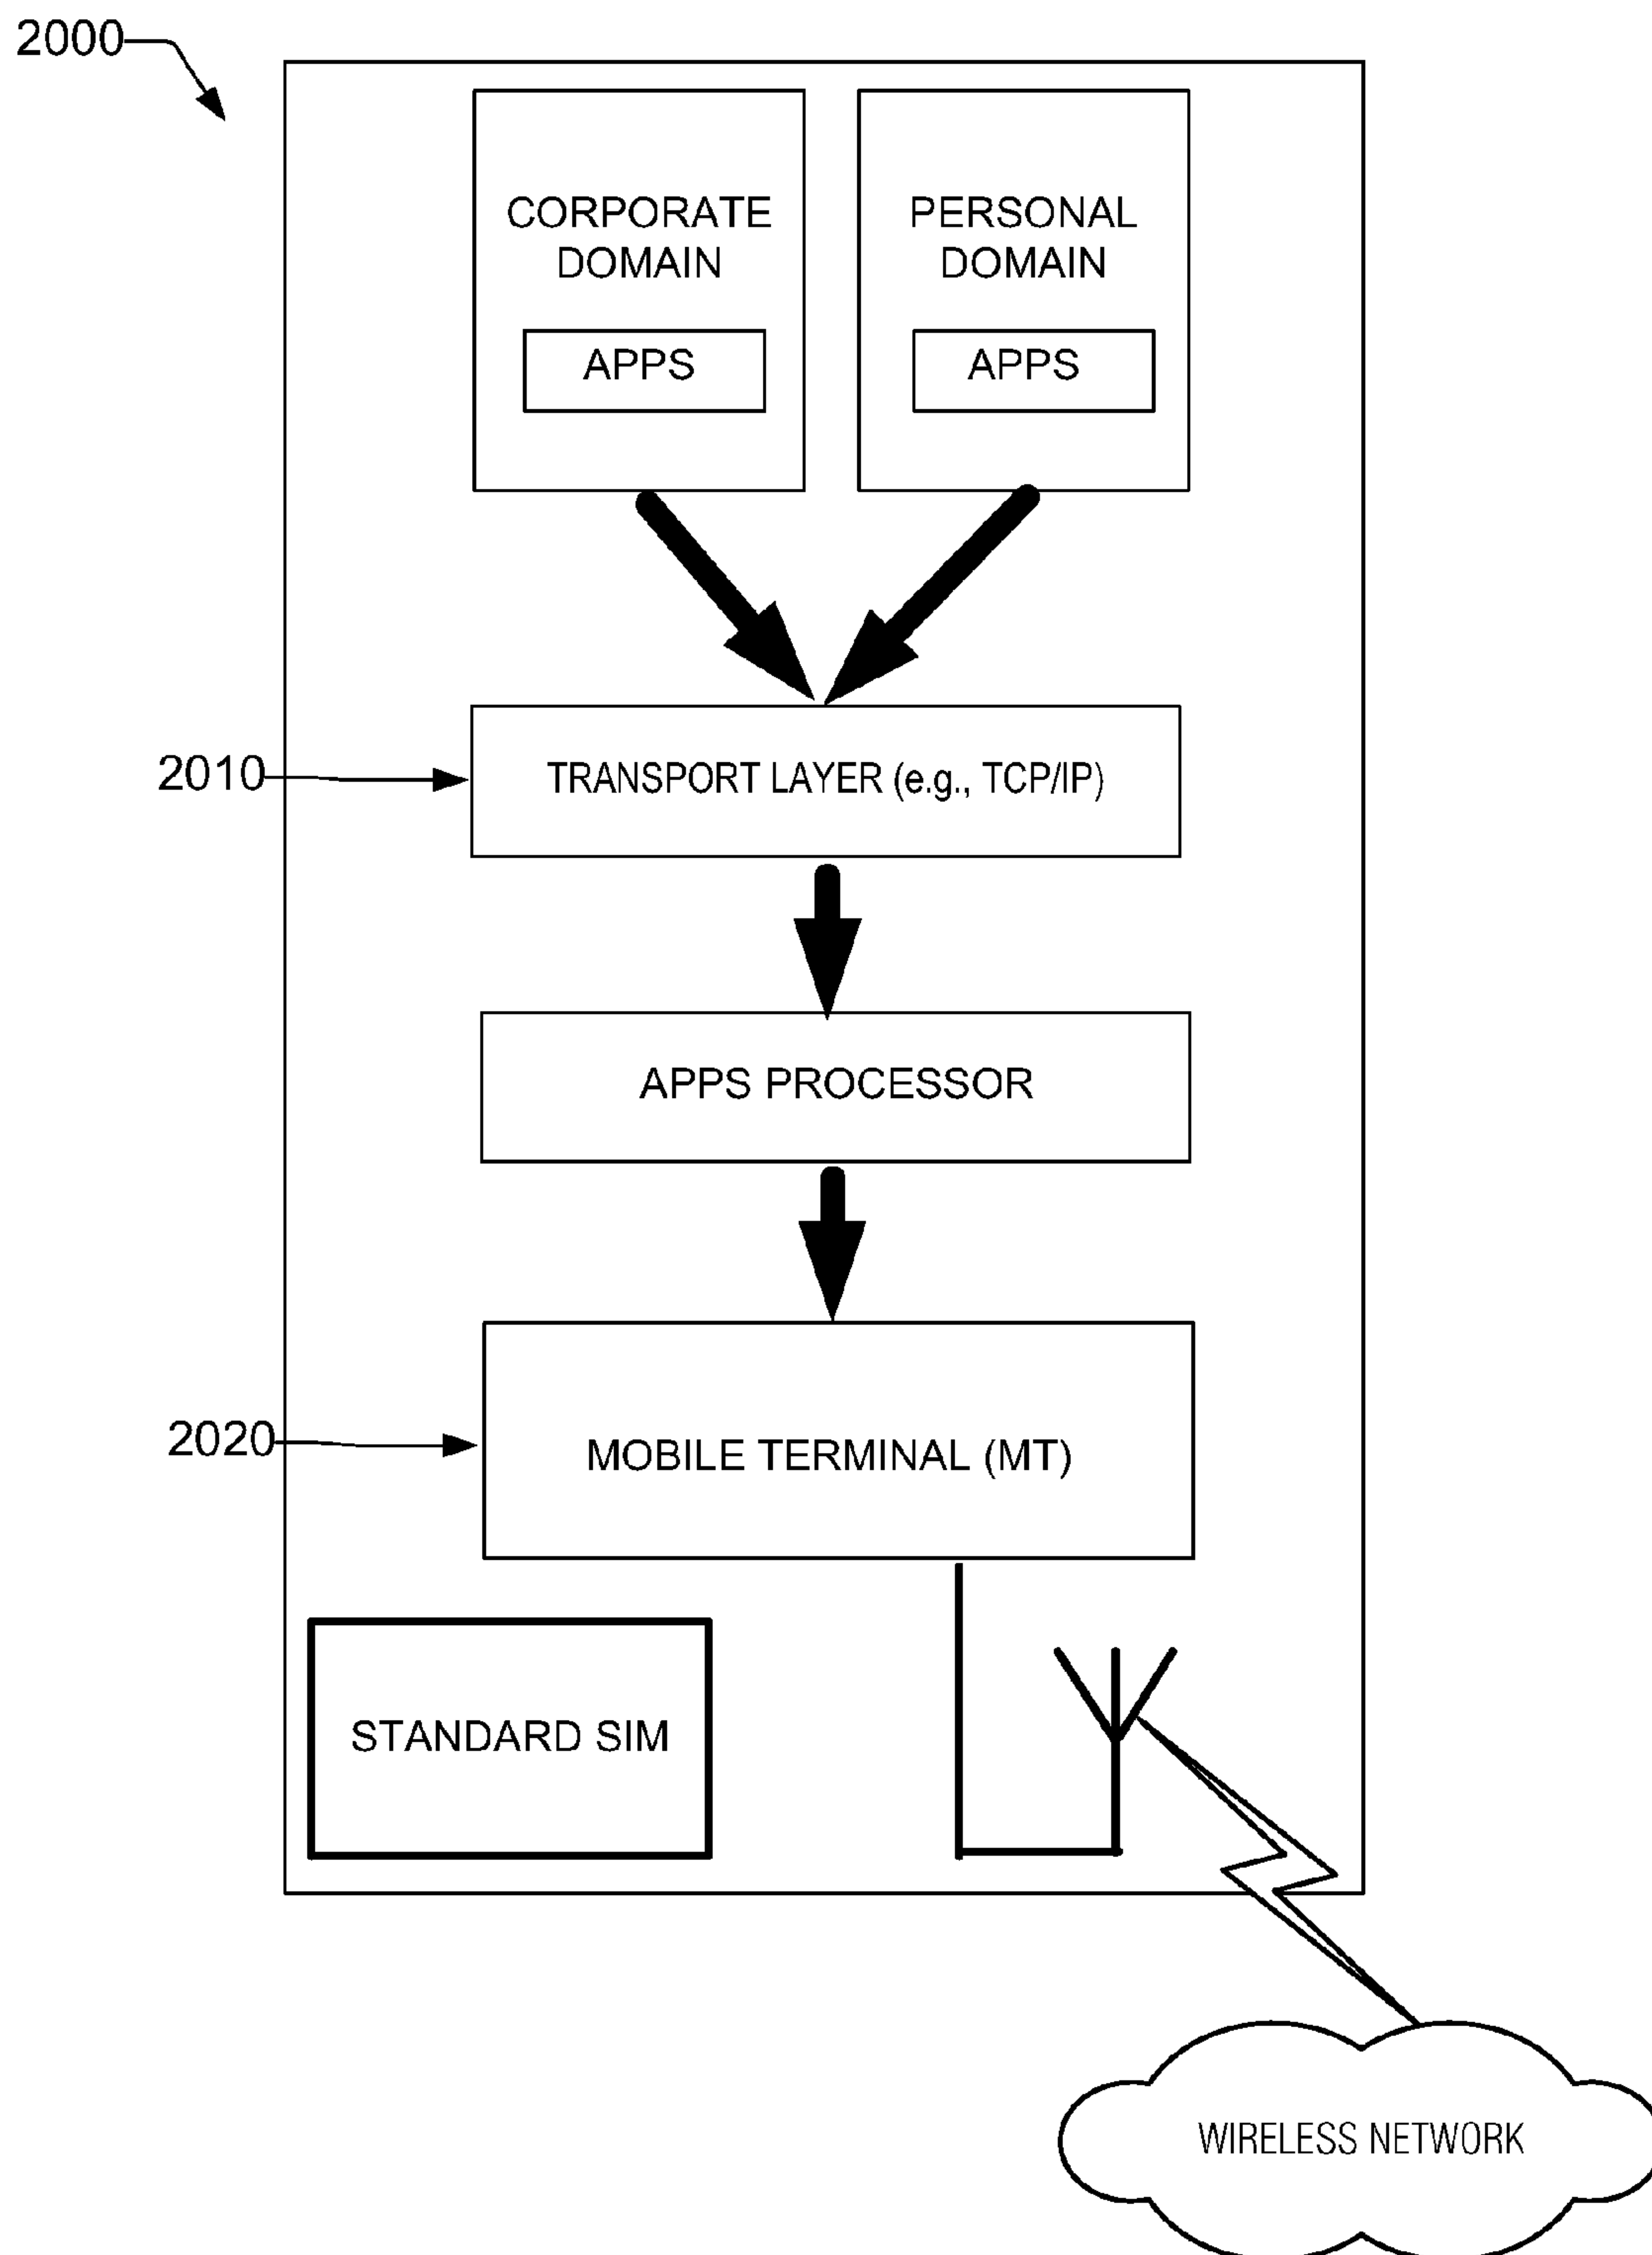 2000
CORPORATE
DOMAIN
APPS
PERSONAL
DOMAIN
APPS
2010
TRANSPORT LAYER (e.g., TCP/IP)
APPS PROCESSOR
2020
MOBILE TERMINAL (MT)
STANDARD SIM
WIRELESS NETWORK